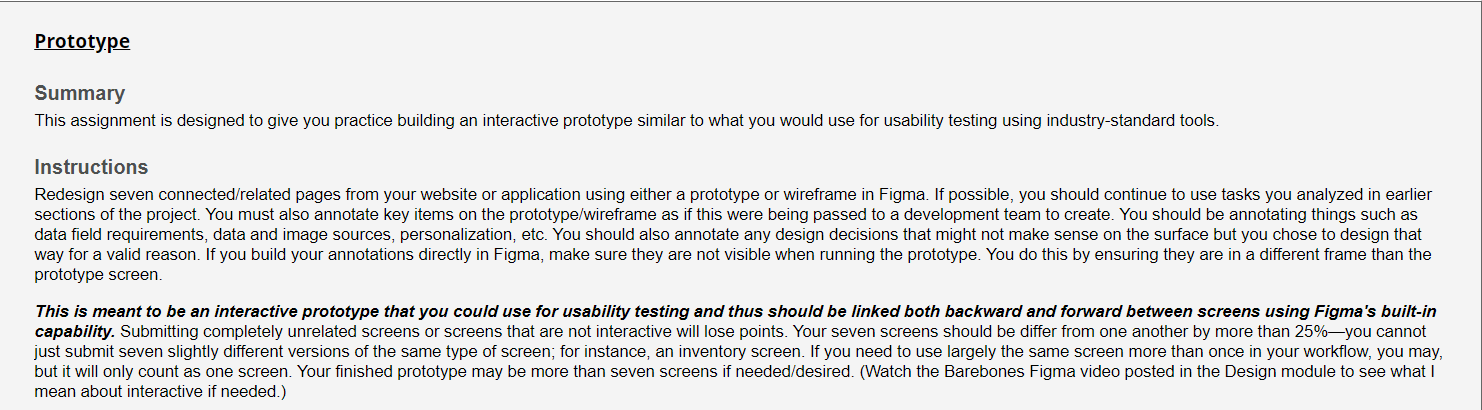 Prototype
Summary
This assignment is designed to give you practice building an interactive prototype similar to what you would use for usability testing using industry-standard tools.
Instructions
Redesign seven connected/related pages from your website or application using either a prototype or wireframe in Figma. If possible, you should continue to use tasks you analyzed in earlier
sections of the project. You must also annotate key items on the prototype/wireframe as if this were being passed to a development team to create. You should be annotating things such as
data field requirements, data and image sources, personalization, etc. You should also annotate any design decisions that might not make sense on the surface but you chose to design that
way for a valid reason. If you build your annotations directly in Figma, make sure they are not visible when running the prototype. You do this by ensuring they are in a different frame than the
prototype screen.
This is meant to be an interactive prototype that you could use for usability testing and thus should be linked both backward and forward between screens using Figma's built-in
capability. Submitting completely unrelated screens or screens that are not interactive will lose points. Your seven screens should be differ from one another by more than 25%—you cannot
just submit seven slightly different versions of the same type of screen; for instance, an inventory screen. If you need to use largely the same screen more than once in your workflow, you may,
but it will only count as one screen. Your finished prototype may be more than seven screens if needed/desired. (Watch the Barebones Figma video posted in the Design module to see what I
mean about interactive if needed.)